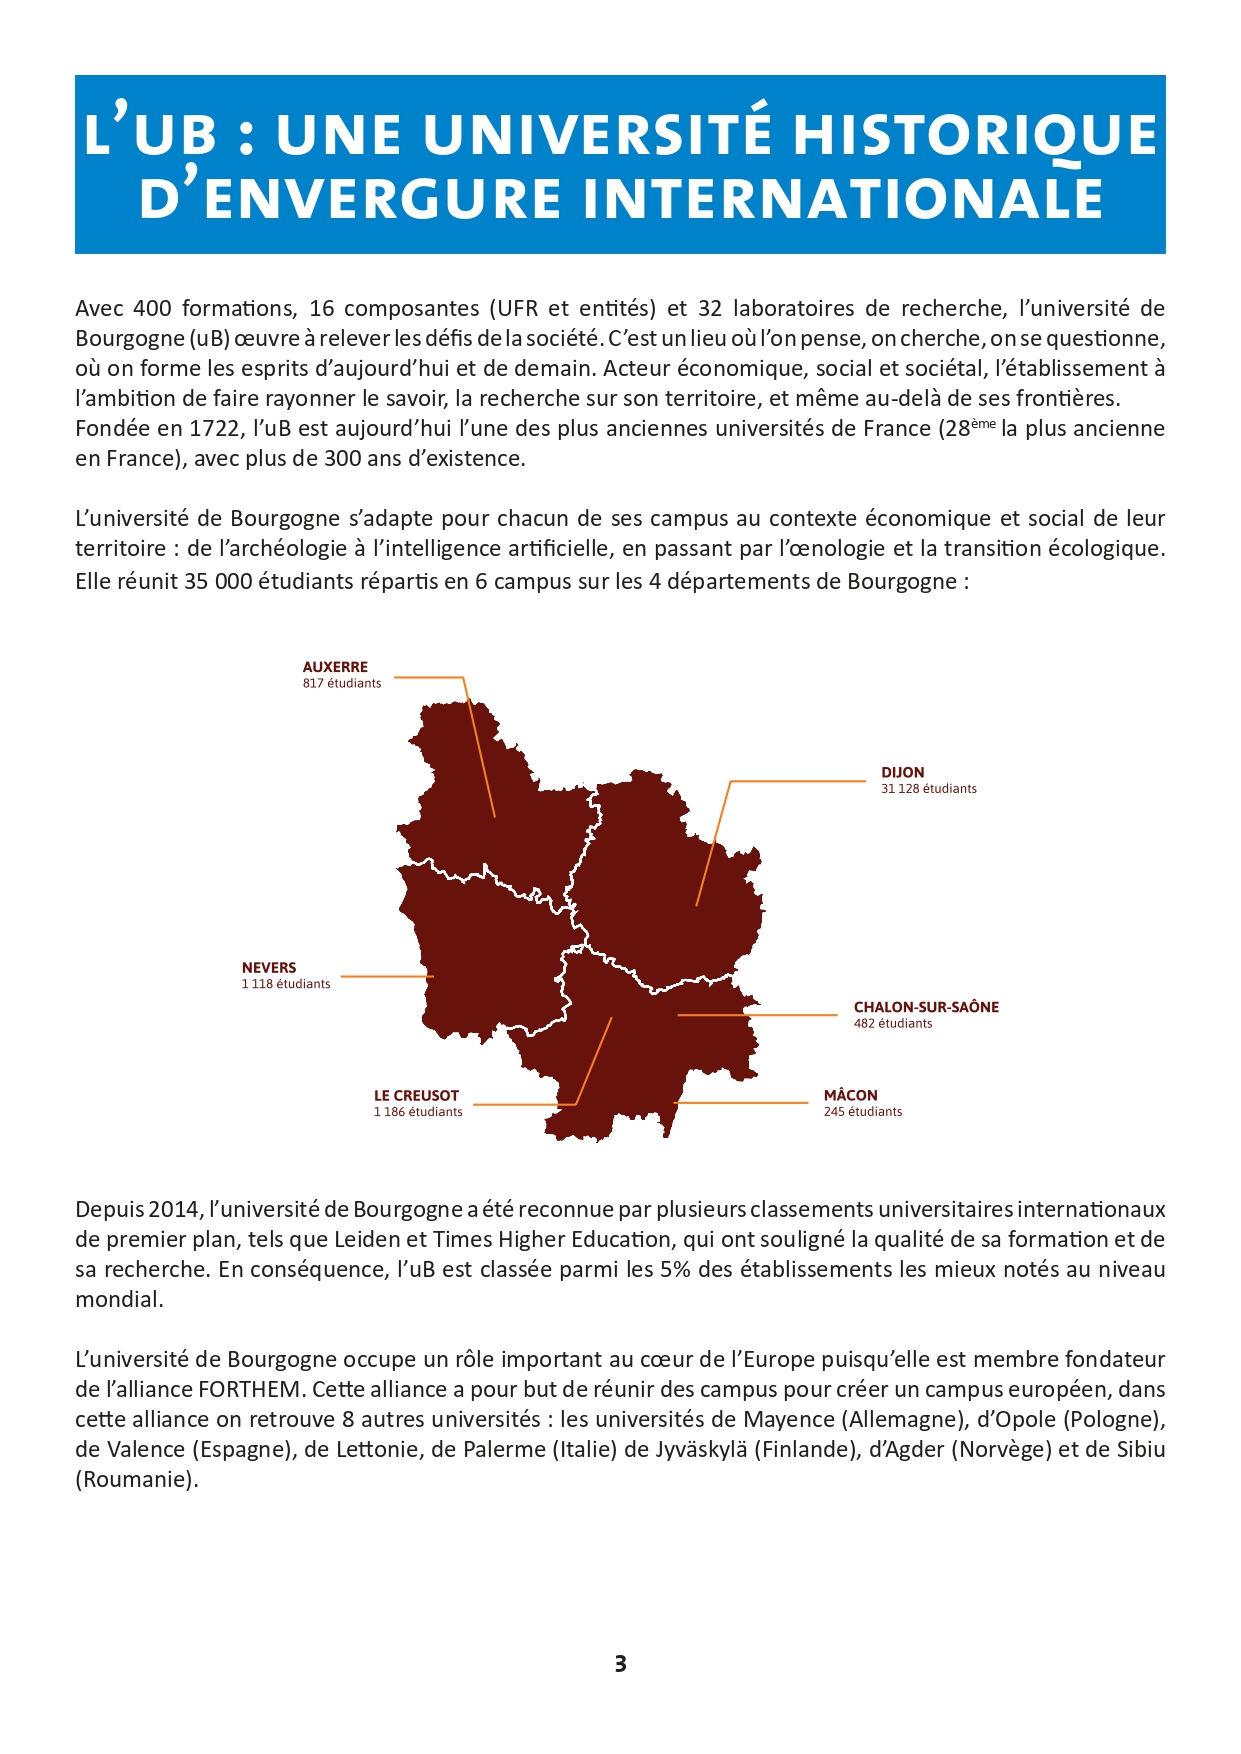 L’UB : UNE UNIVERSITÉ HISTORIQUE
D’ENVERGURE INTERNATIONALE
Avec 400 formations, 16 composantes (UFR et entités) et 32 laboratoires de recherche, l’université de
Bourgogne (uB) œuvre à relever les défis de la société. C’est un lieu où l’on pense, on cherche, on se questionne,
où on forme les esprits d’aujourd’hui et de demain. Acteur économique, social et sociétal, l’établissement à
l’ambition de faire rayonner le savoir, la recherche sur son territoire, et même au-delà de ses frontières.
Fondée en 1722, l’uB est aujourd’hui l’une des plus anciennes universités de France (28ème la plus ancienne
en France), avec plus de 300 ans d’existence.
L’université de Bourgogne s’adapte pour chacun de ses campus au contexte économique et social de leur
territoire : de l’archéologie à l’intelligence artificielle, en passant par l’œnologie et la transition écologique.
Elle réunit 35 000 étudiants répartis en 6 campus sur les 4 départements de Bourgogne :
AUXERRE
817 étudiants
DIJON
31 128 étudiants
NEVERS
1 118 étudiants
CHALON-SUR-SAÔNE
482 étudiants
LE CREUSOT
1 186 étudiants
MÂCON
245 étudiants
Depuis 2014, l’université de Bourgogne a été reconnue par plusieurs classements universitaires internationaux
de premier plan, tels que Leiden et Times Higher Education, qui ont souligné la qualité de sa formation et de
sa recherche. En conséquence, l’uB est classée parmi les 5% des établissements les mieux notés au niveau
mondial.
L’université de Bourgogne occupe un rôle important au cœur de l’Europe puisqu’elle est membre fondateur
de l’alliance FORTHEM. Cette alliance a pour but de réunir des campus pour créer un campus européen, dans
cette alliance on retrouve 8 autres universités : les universités de Mayence (Allemagne), d’Opole (Pologne),
de Valence (Espagne), de Lettonie, de Palerme (Italie) de Jyväskylä (Finlande), d’Agder (Norvège) et de Sibiu
(Roumanie).
3